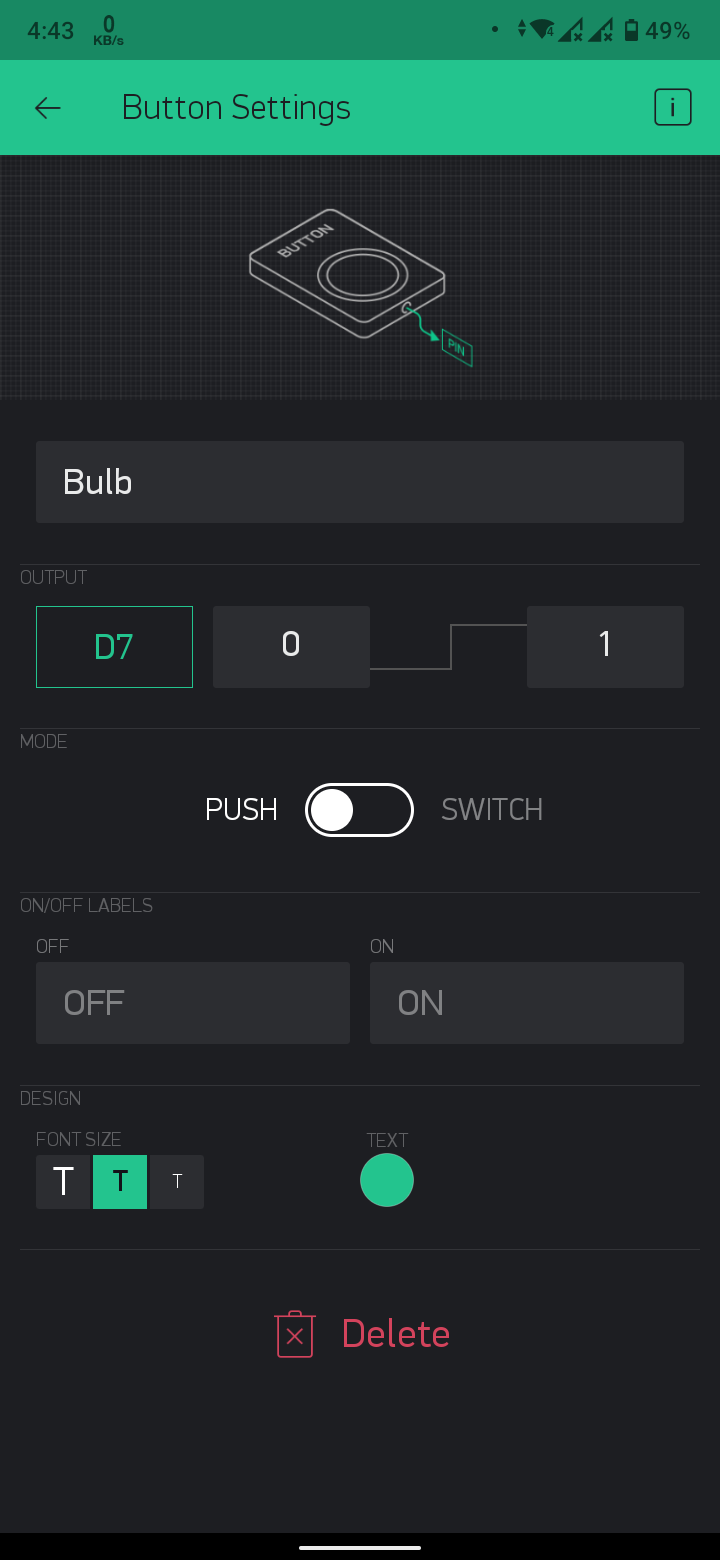 4:43 0 KB/s 4 49%
Button Settings i
BUTTON
PIN
Bulb
OUTPUT
D7 0 1
MODE
PUSH SWITCH
ON/OFF LABELS
OFF ON
OFF ON
DESIGN
FONT SIZE TEXT
T T T
Delete